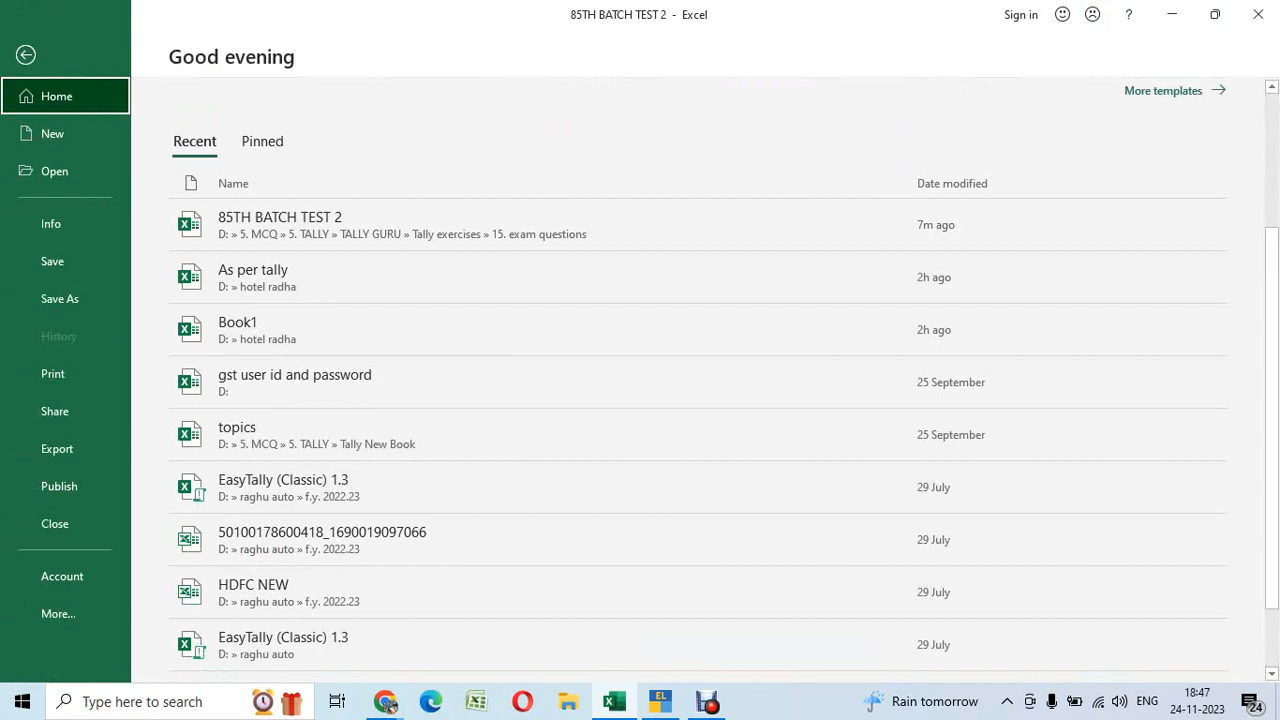 85TH BATCH TEST 2 - Excel
Sign in
?
Good evening
Home
New
Open
Info
Save
Save As
History
Print
Share
Export
Publish
Close
Account
More...
More templates
Recent Pinned
Name Date modified
85TH BATCH TEST 2
D: » 5. MCQ » 5. TALLY » TALLY GURU » Tally exercises » 15. exam questions
7m ago
As per tally
D: » hotel radha
2h ago
Book1
D: » hotel radha
2h ago
gst user id and password
D:
25 September
topics
D: » 5. MCQ » 5. TALLY » Tally New Book
25 September
EasyTally (Classic) 1.3
D: » raghu auto » f.y. 2022.23
29 July
50100178600418_1690019097066
D: » raghu auto » f.y. 2022.23
29 July
HDFC NEW
D: » raghu auto » f.y. 2022.23
29 July
EasyTally (Classic) 1.3
D: » raghu auto
29 July
Type here to search
EL
Rain tomorrow
ENG
18:47
24-11-2023
24